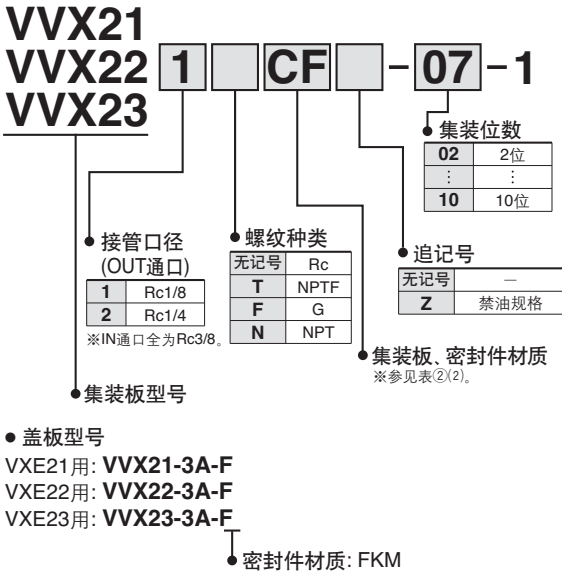 VVX21
VVX22 1 CF - 07 - 1
VVX23
集装位数
02 2位
⋮ ⋮
10 10位
接管口径
(OUT通口)
1 Rc1/8
2 Rc1/4
※IN通口全为Rc3/8。
螺纹种类
无记号 Rc
T NPTF
F G
N NPT
追记号
无记号 —
Z 禁油规格
集装板、密封件材质
※参见表②(2)。
集装板型号
盖板型号
VXE21用: VVX21-3A-F
VXE22用: VVX22-3A-F
VXE23用: VVX23-3A-F
密封件材质: FKM